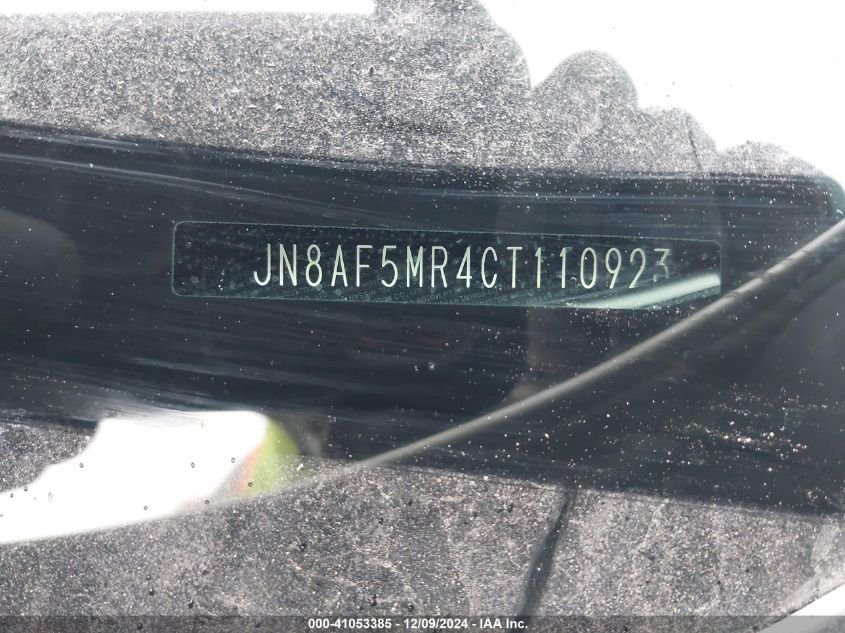 JN8AF5MR4CT110923
000-41053385 - 12/09/2024 - IAA Inc.